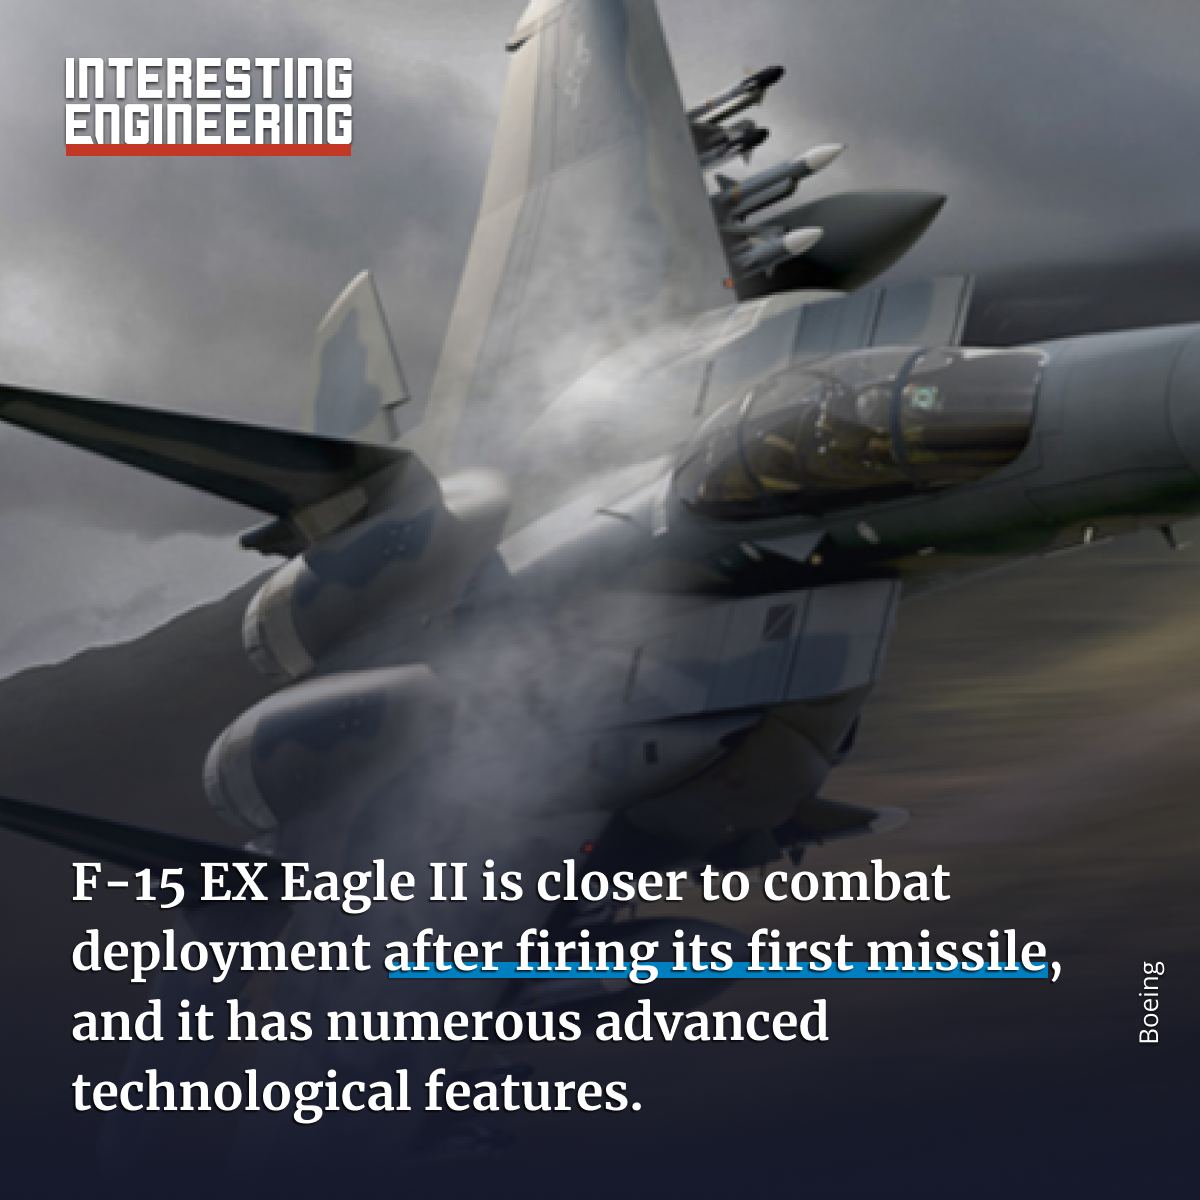 INTERESTING
ENGINEERING
F-15 EX Eagle II is closer to combat
deployment after firing its first missile,
and it has numerous advanced
technological features.
Boeing